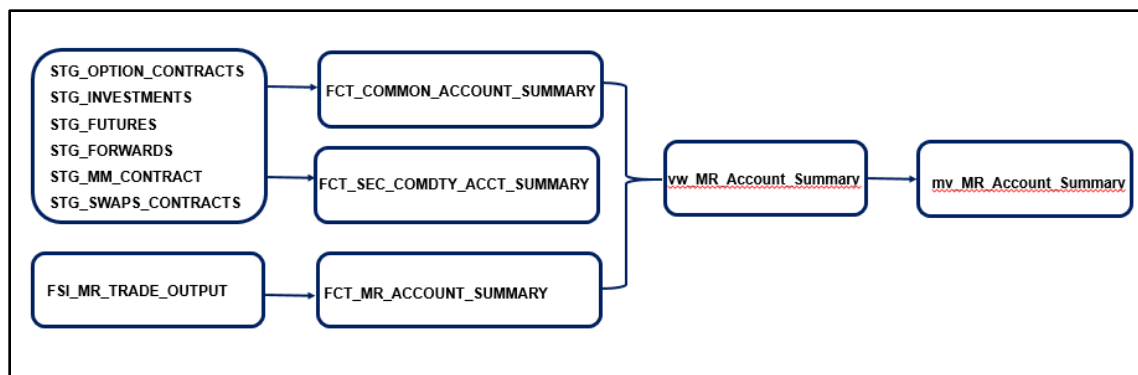 STG_OPTION_CONTRACTS
STG_INVESTMENTS
STG_FUTURES
STG_FORWARDS
STG_MM_CONTRACT
STG_SWAPS_CONTRACTS
FCT_COMMON_ACCOUNT_SUMMARY
FCT_SEC_COMDTY_ACCT_SUMMARY
FSI_MR_TRADE_OUTPUT
FCT_MR_ACCOUNT_SUMMARY
vw_MR_Account_Summary
mv_MR_Account_Summary